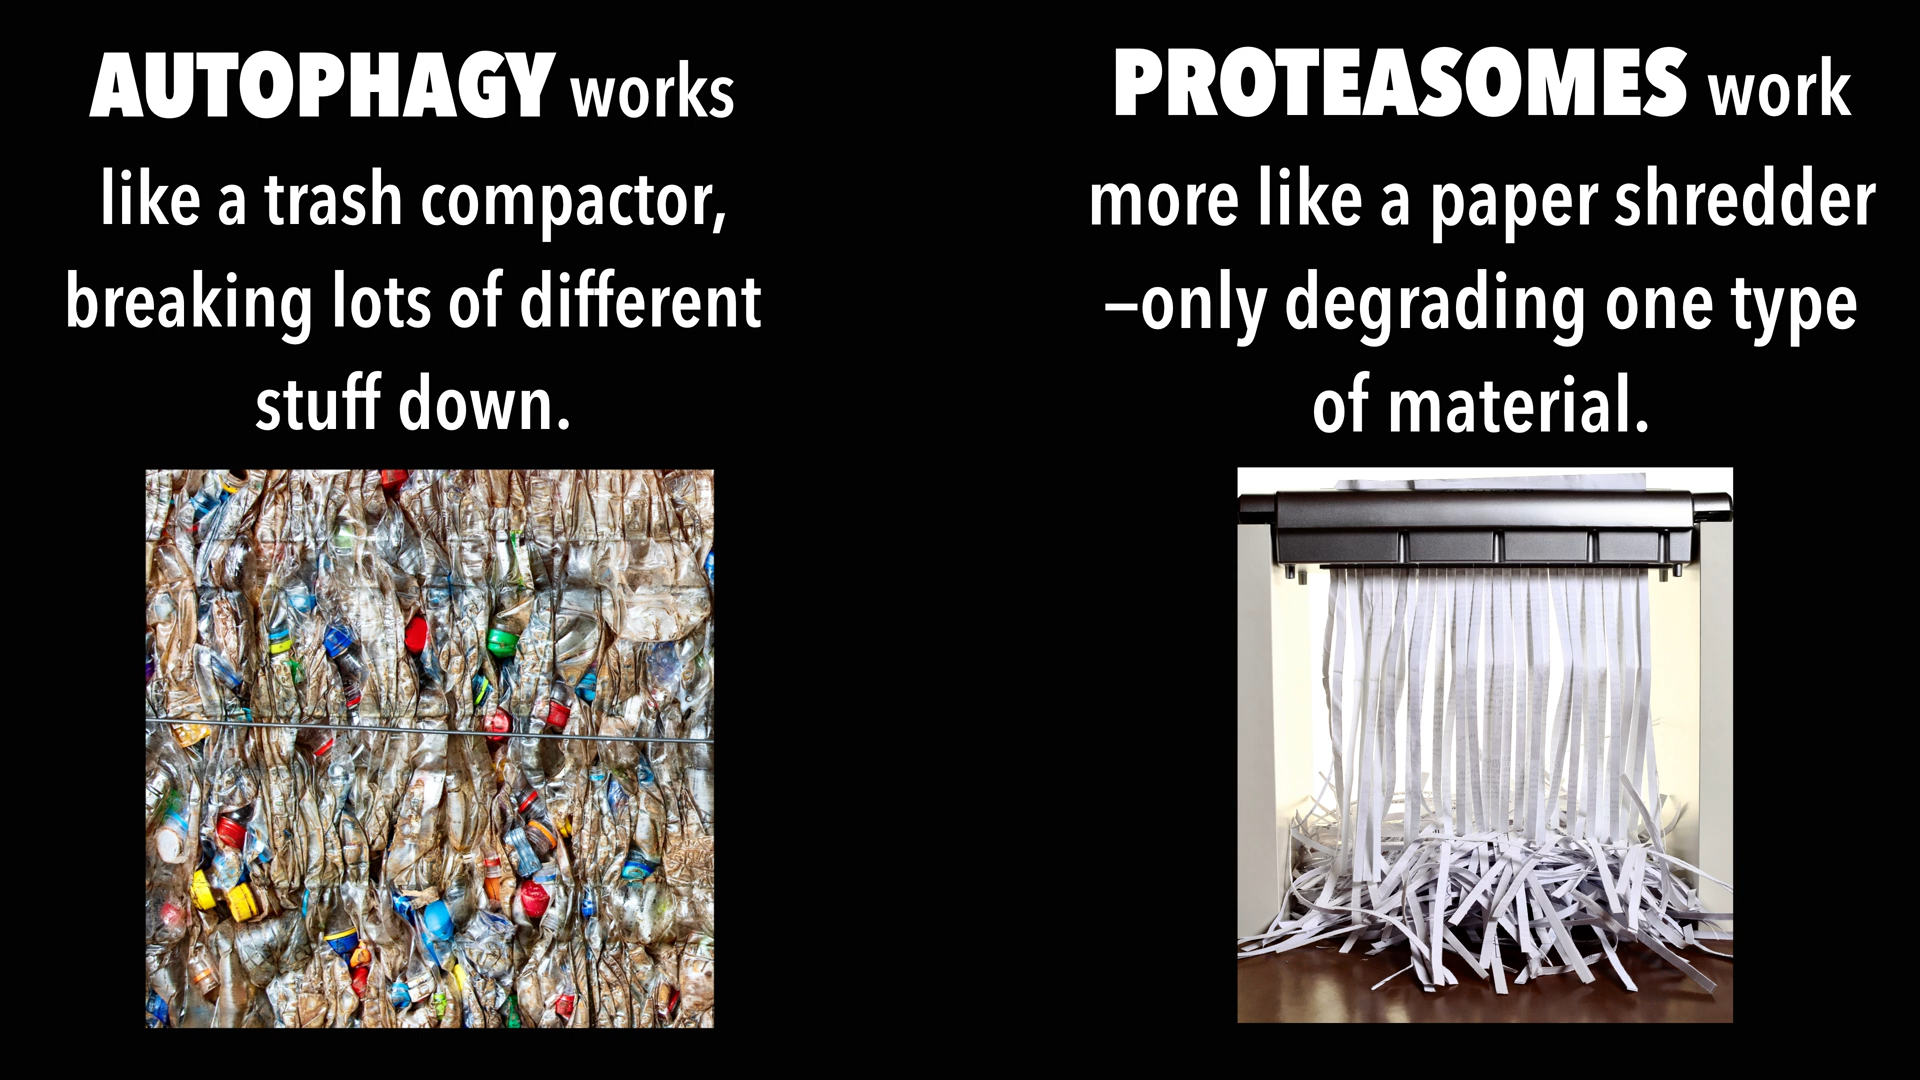 AUTOPHAGY works
like a trash compactor,
breaking lots of different
stuff down.
PROTEASOMES work
more like a paper shredder
—only degrading one type
of material.